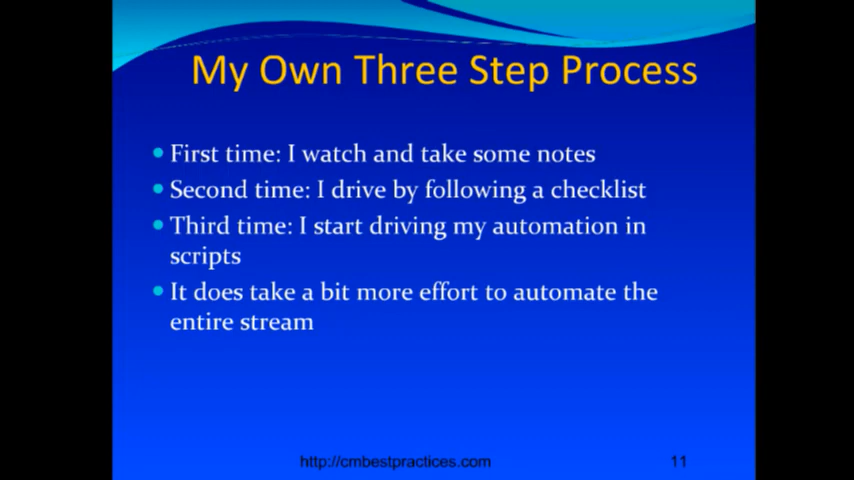 My Own Three Step Process
First time: I watch and take some notes
Second time: I drive by following a checklist
Third time: I start driving my automation in
scripts
It does take a bit more effort to automate the
entire stream
http://cmbestpractices.com
11